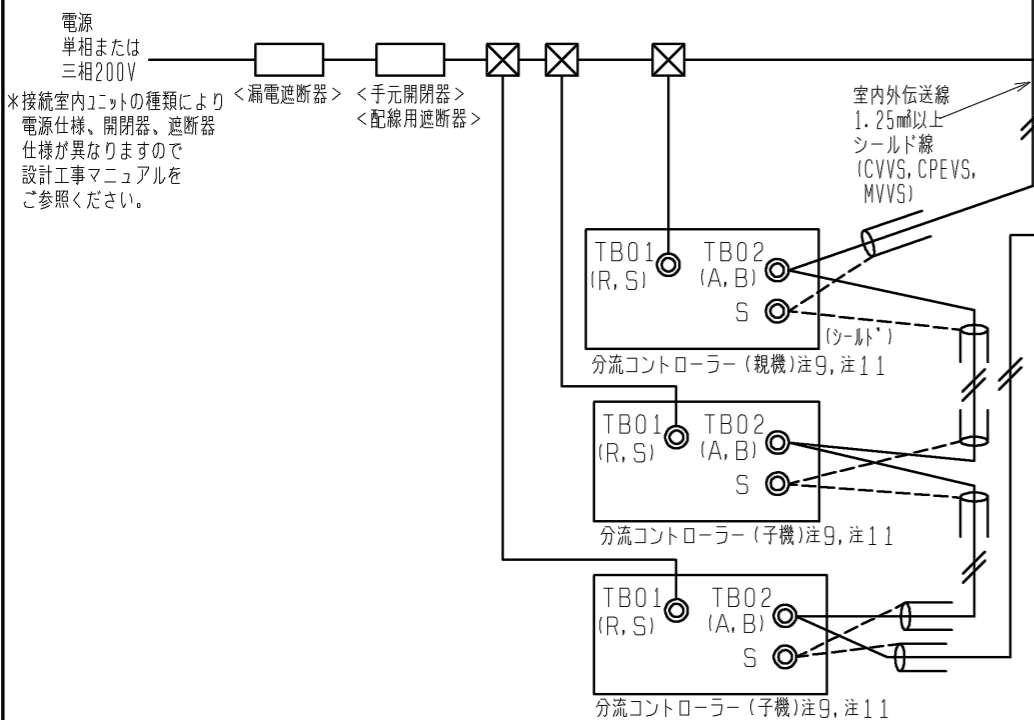 電源
単相または
三相200V
*接続室内ユニットの種類により
電源仕様、開閉器、遮断器
仕様が異なりますので
設計工事マニュアルを
ご参照ください。
<漏電遮断器>
<手元開閉器>
<配線用遮断器>
室内外伝送線
1.25㎟以上
シールド線
(CVVS,CPEVS,
MVVS)
TB01
(R,S)
TB02
(A,B)
S
(シールド)
分流コントローラー(親機)注9,注11
TB01
(R,S)
TB02
(A,B)
S
分流コントローラー(子機)注9,注11
TB01
(R,S)
TB02
(A,B)
S
分流コントローラー(子機)注9,注11